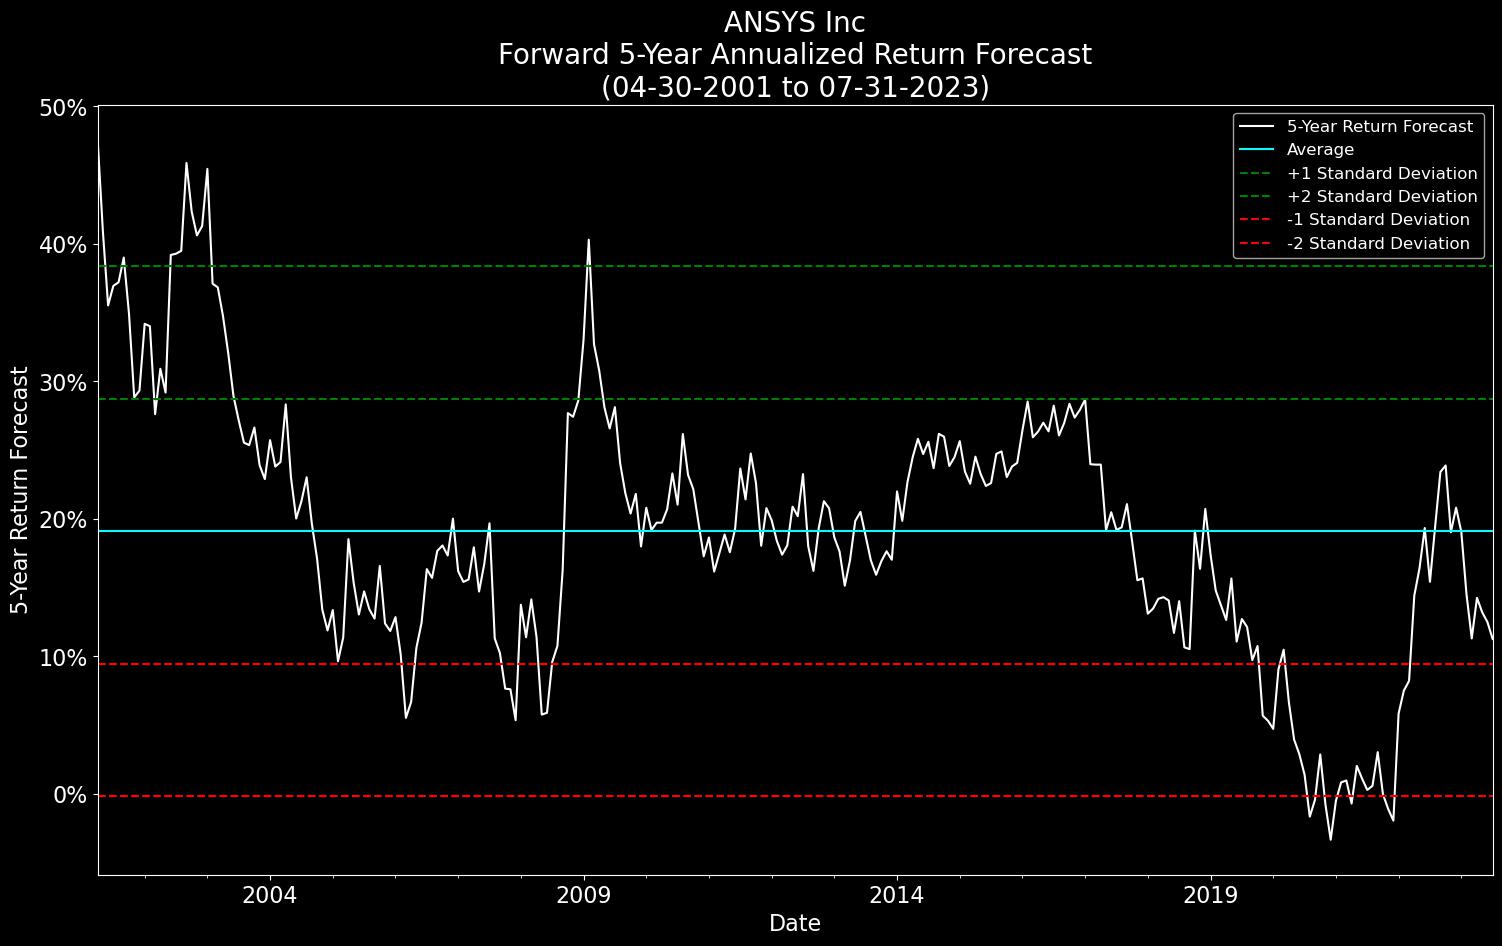 ANSYS Inc
Forward 5-Year Annualized Return Forecast
(04-30-2001 to 07-31-2023)
50%
40%
30%
20%
10%
0%
5-Year Return Forecast
5-Year Return Forecast
Average
+1 Standard Deviation
+2 Standard Deviation
-1 Standard Deviation
-2 Standard Deviation
2004 2009 2014 2019
Date